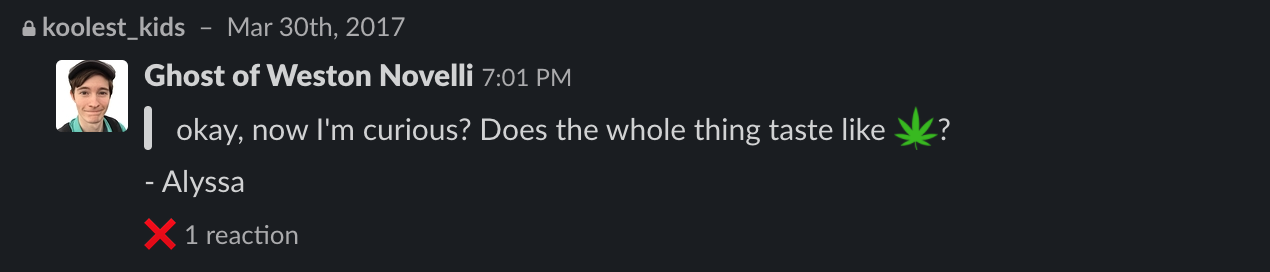 koolest_kids – Mar 30th, 2017
Ghost of Weston Novelli 7:01 PM
okay, now I'm curious? Does the whole thing taste like ?
- Alyssa
1 reaction